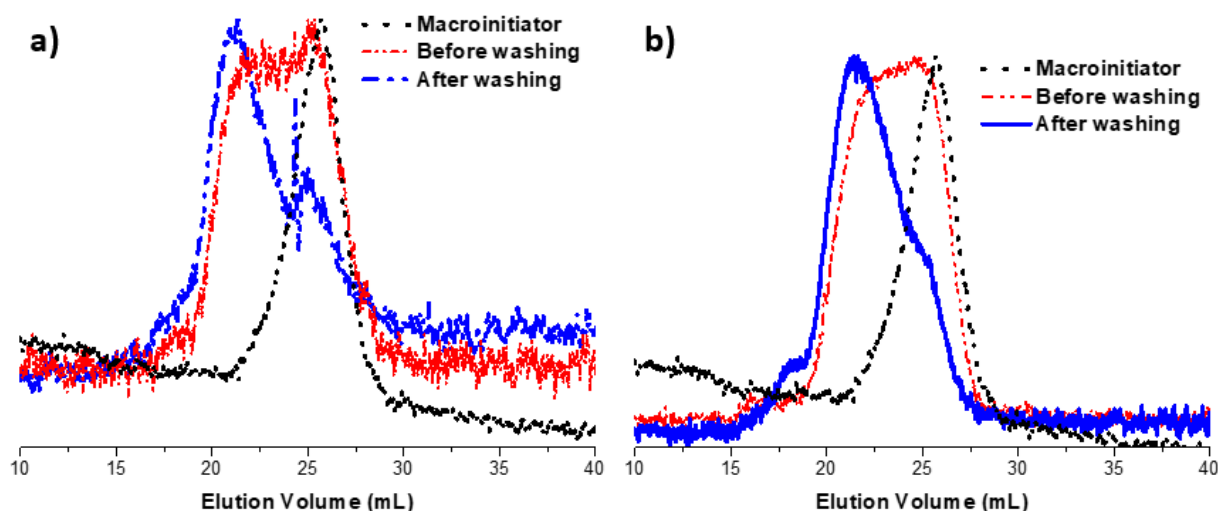 a)
Macroinitiator
Before washing
After washing
10 15 20 25 30 35 40
Elution Volume (mL)
b)
Macroinitiator
Before washing
After washing
10 15 20 25 30 35 40
Elution Volume (mL)